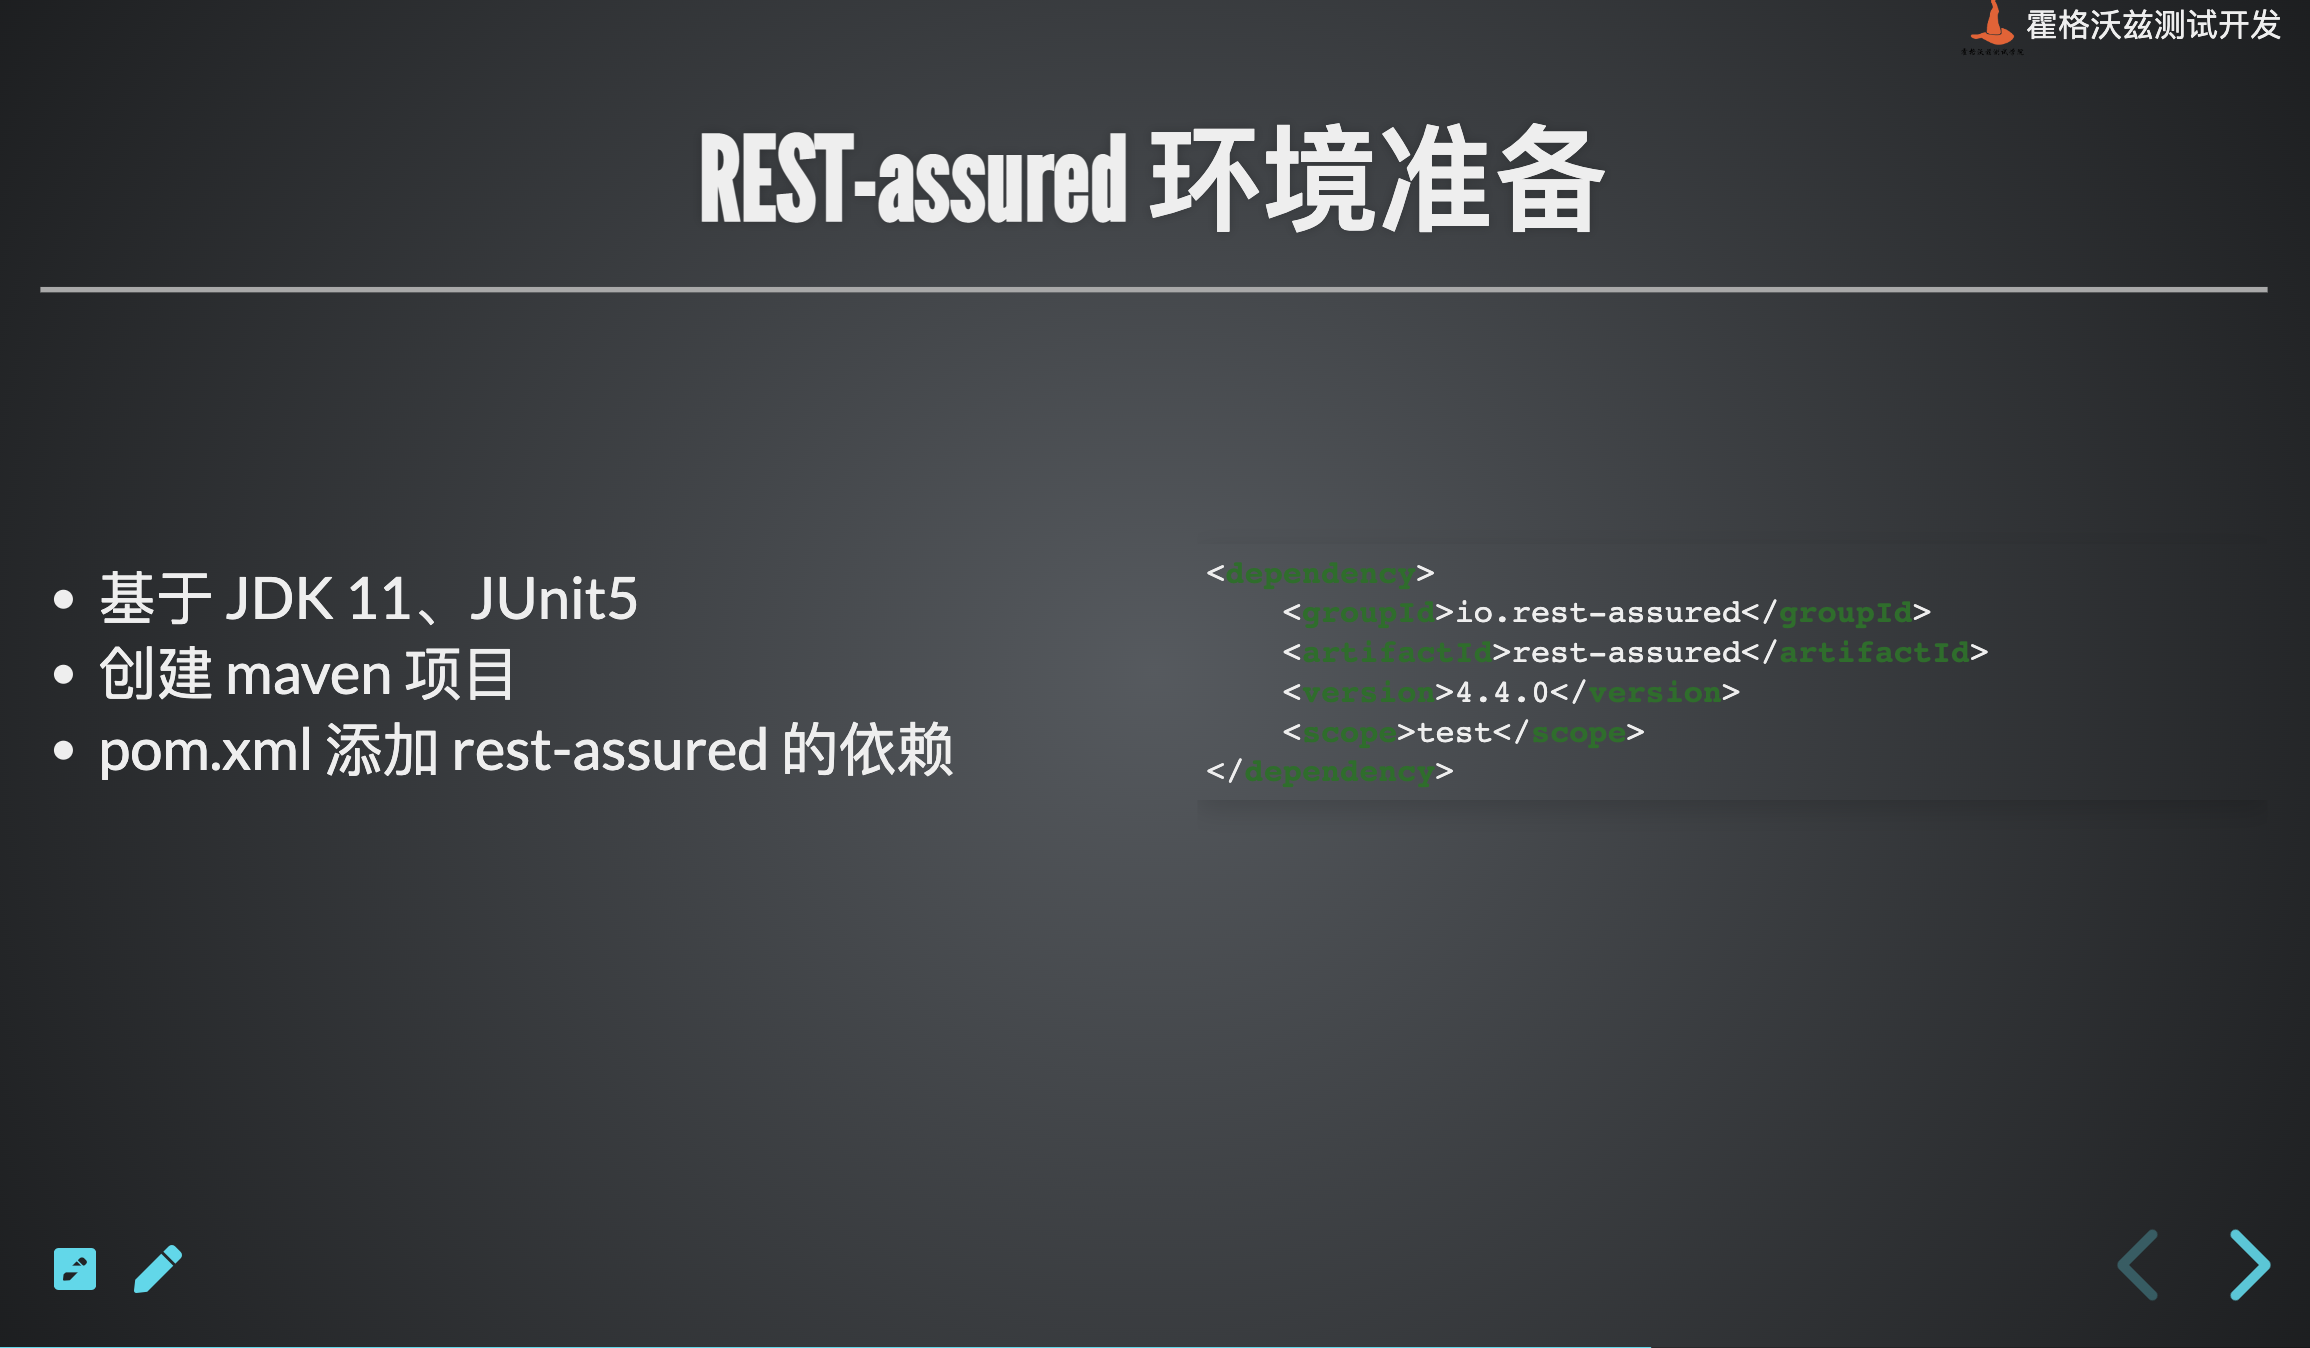 霍格沃兹测试开发
REST-assured 环境准备
• 基于 JDK 11、JUnit5
• 创建 maven 项目
• pom.xml 添加 rest-assured 的依赖
<dependency>
    <groupId>io.rest-assured</groupId>
    <artifactId>rest-assured</artifactId>
    <version>4.4.0</version>
    <scope>test</scope>
</dependency>